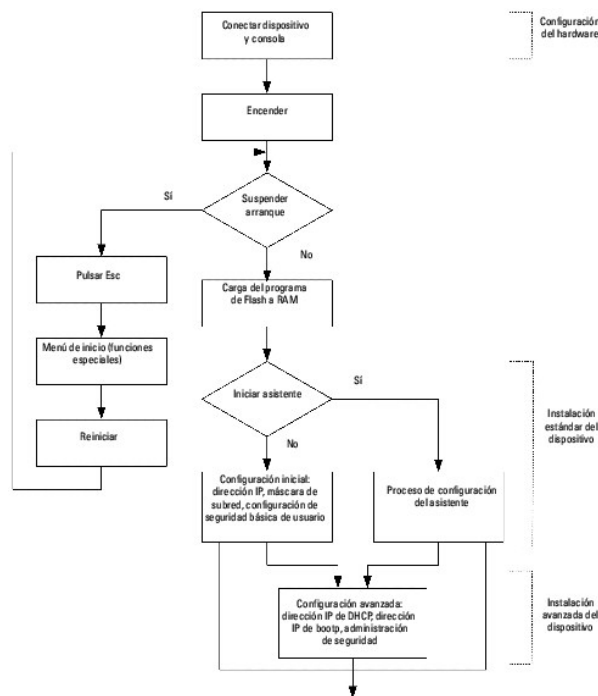 Conectar dispositivo
y consola
Configuración
del hardware
Encender
Suspender
arranque
Sí
No
Pulsar Esc
Carga del programa
de Flash a RAM
Menú de inicio (funciones
especiales)
Iniciar asistente
Sí
No
Reiniciar
Instalación
estándar del
dispositivo
Configuración inicial:
dirección IP, máscara de
subred, configuración de
seguridad básica de usuario
Proceso de configuración
del asistente
Configuración avanzada:
dirección IP de DHCP, dirección
IP de bootp, administración
de seguridad
Instalación
avanzada del
dispositivo